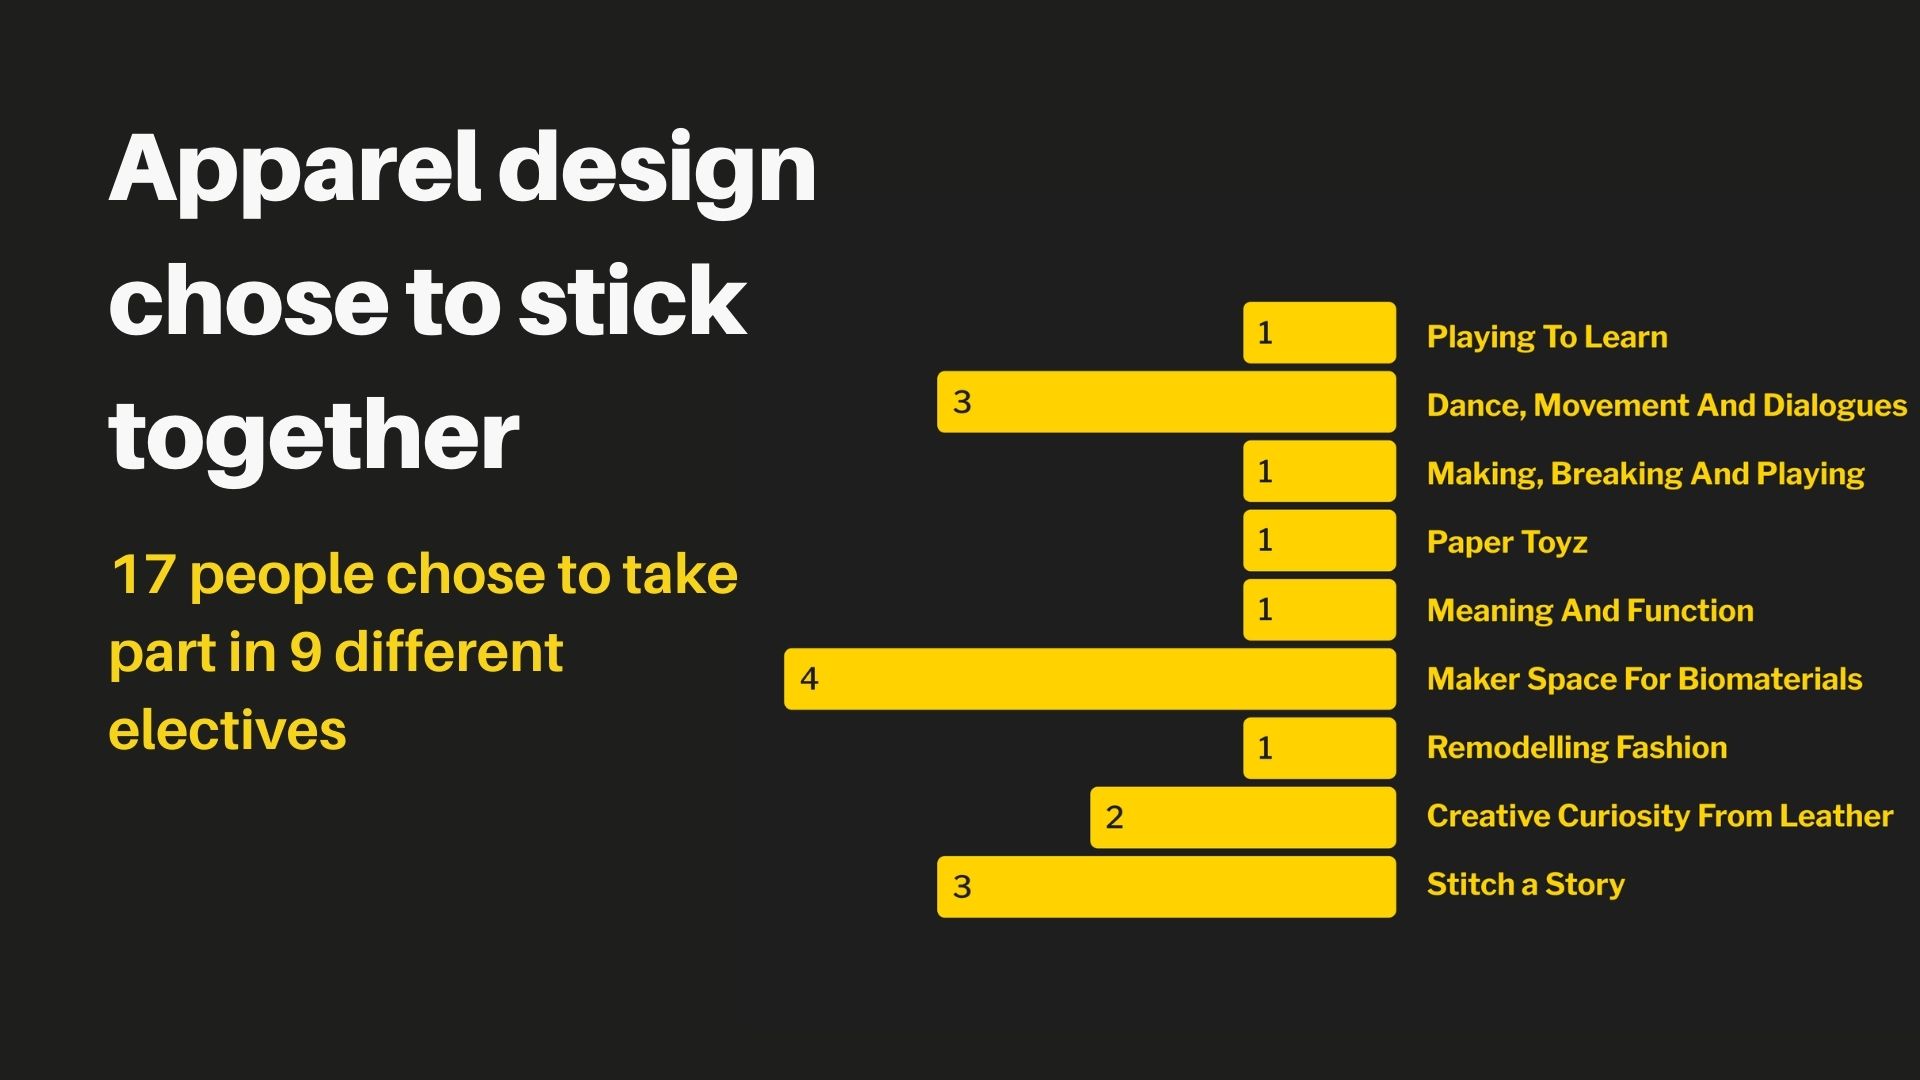 Apparel design
chose to stick
together
17 people chose to take
part in 9 different
electives
1 Playing To Learn
3 Dance, Movement And Dialogues
1 Making, Breaking And Playing
1 Paper Toyz
1 Meaning And Function
4 Maker Space For Biomaterials
1 Remodelling Fashion
2 Creative Curiosity From Leather
3 Stitch a Story